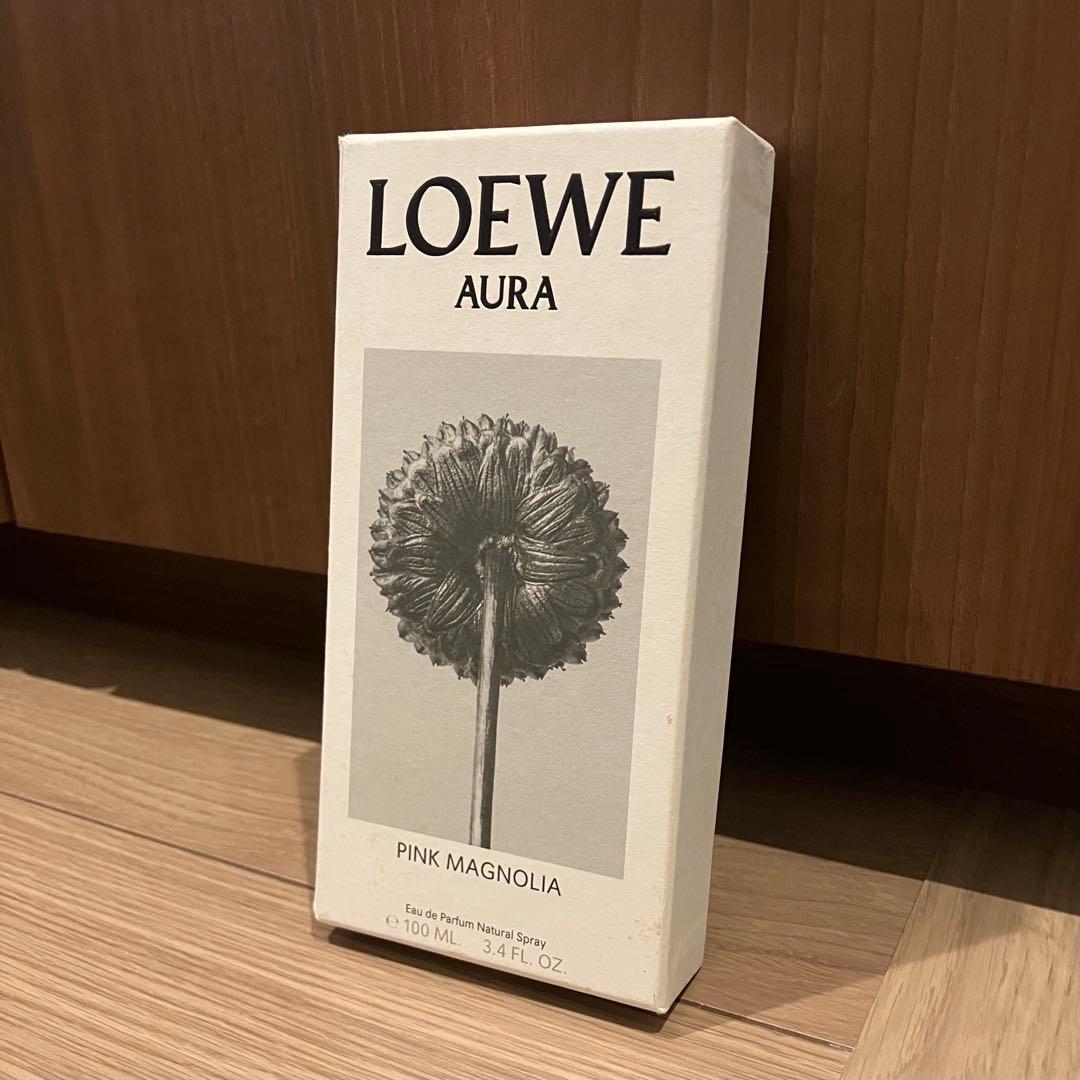 LOEWE
AURA
PINK MAGNOLIA
Eau de Parfum Natural Spray
℮ 100 ML. 3.4 FL. OZ.